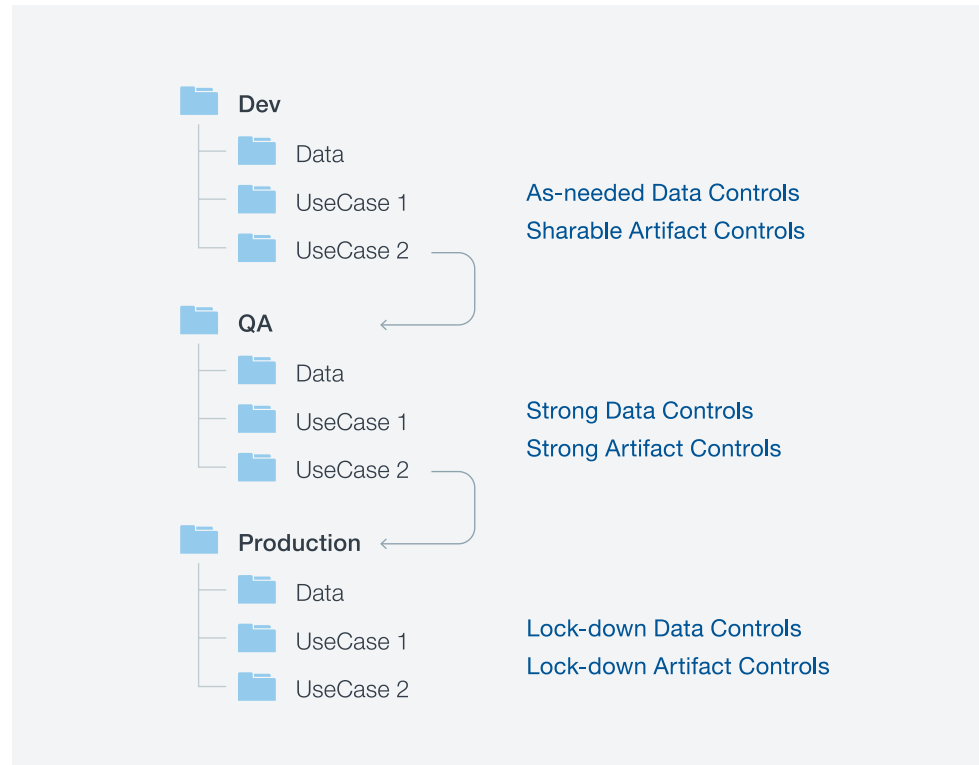 Dev
Data
UseCase 1
UseCase 2
As-needed Data Controls
Sharable Artifact Controls
QA
Data
UseCase 1
UseCase 2
Strong Data Controls
Strong Artifact Controls
Production
Data
UseCase 1
UseCase 2
Lock-down Data Controls
Lock-down Artifact Controls